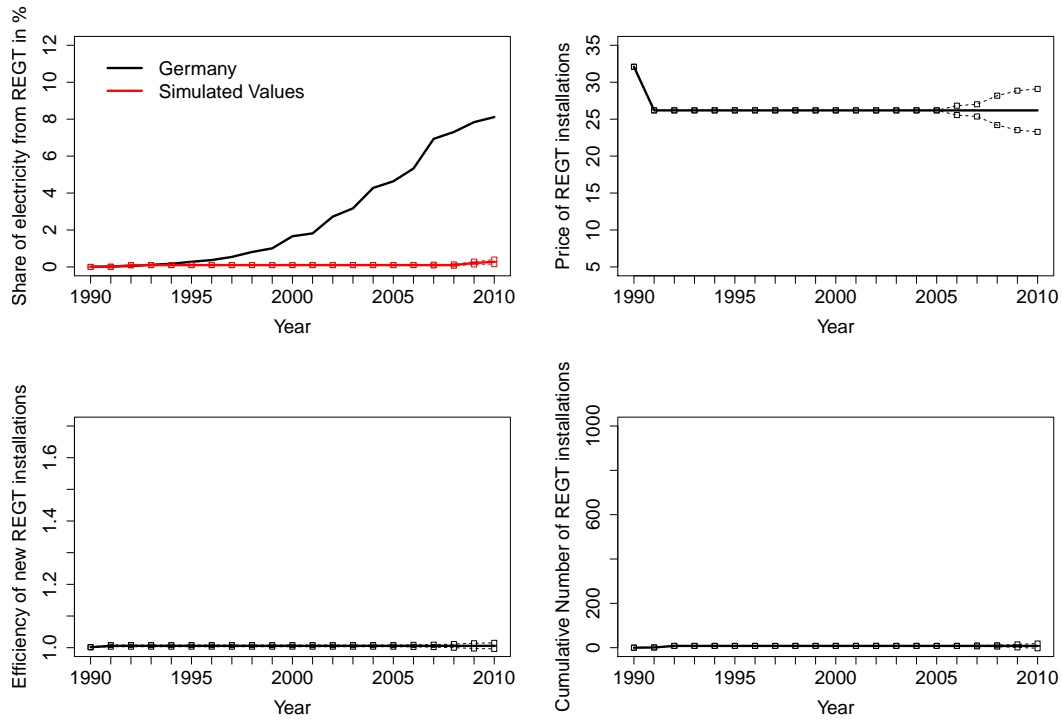 Share of electricity from REGT in %
12
10
8
6
4
2
0
Germany
Simulated Values
1990 1995 2000 2005 2010
Year
Price of REGT installations
35
30
25
20
15
10
5
1990 1995 2000 2005 2010
Year
Efficiency of new REGT installations
1.6
1.4
1.2
1.0
1990 1995 2000 2005 2010
Year
Cumulative Number of REGT installations
1000
600
200
0
1990 1995 2000 2005 2010
Year